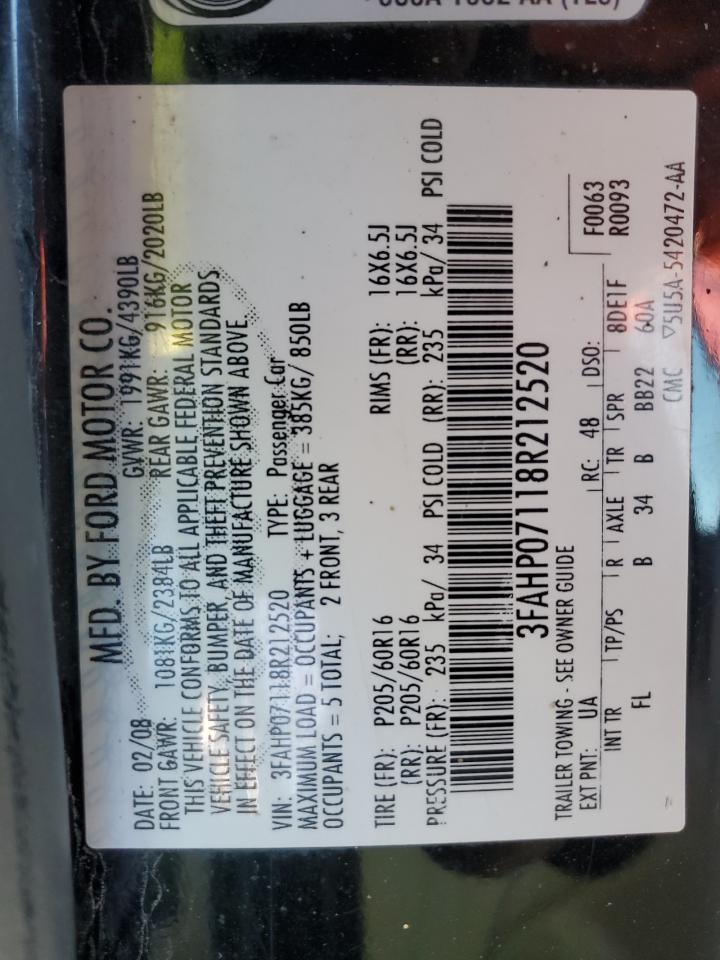 MFD. BY FORD MOTOR CO.
DATE: 02/08 GVWR: 1991KG/4390LB
FRONT GAWR: 1081KG/2384LB REAR GAWR: 916KG/2020LB
THIS VEHICLE CONFORMS TO ALL APPLICABLE FEDERAL MOTOR
VEHICLE SAFETY, BUMPER, AND THEFT PREVENTION STANDARDS
IN EFFECT ON THE DATE OF MANUFACTURE SHOWN ABOVE.
VIN: 3FAHP07118R212520 TYPE: Passenger Car
MAXIMUM LOAD = OCCUPANTS + LUGGAGE = 385KG/ 850LB
OCCUPANTS = 5 TOTAL; 2 FRONT, 3 REAR
TIRE (FR): P205/60R16 RIMS (FR): 16X6.5J
(RR): P205/60R16 (RR): 16X6.5J
PRESSURE (FR): 235 kPa/ 34 PSI COLD (RR): 235 kPa/ 34 PSI COLD
3FAHP07118R212520
TRAILER TOWING - SEE OWNER GUIDE F0063
EXT PNT: UA RC: 48 DSO: R0093
INT TR TP/PS R AXLE TR SPR 8DE1F
FL B 34 B BB22 60A
CMC ▽5U5A-5420472-AA